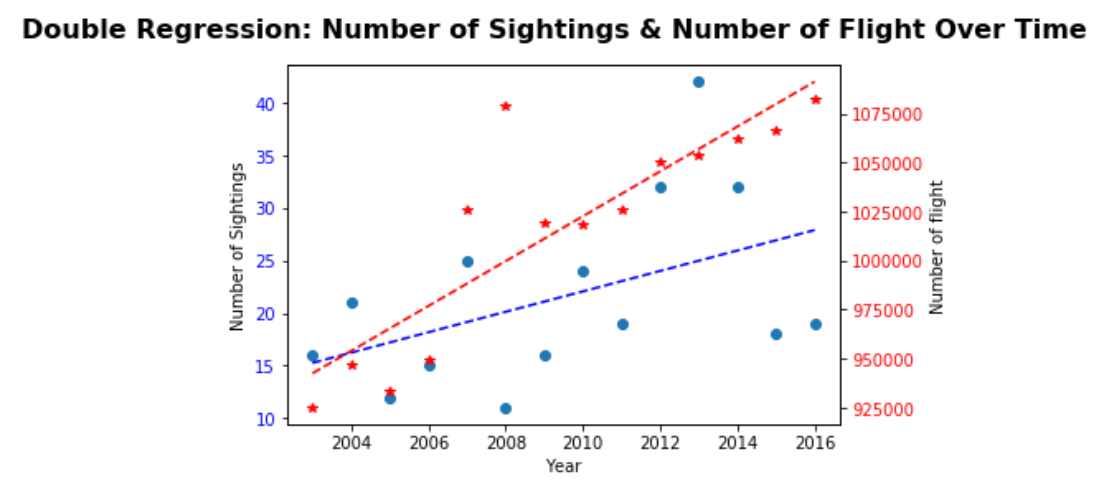 Double Regression: Number of Sightings & Number of Flight Over Time
40
35
30
25
20
15
10
Number of Sightings
1075000
1050000
1025000
1000000
975000
950000
925000
Number of flight
2004 2006 2008 2010 2012 2014 2016
Year